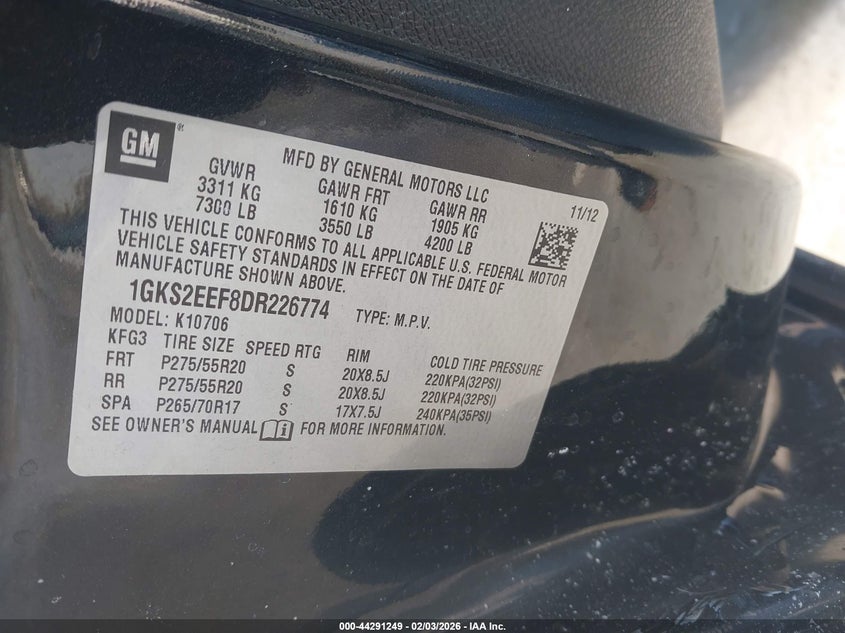 GM®
MFD BY GENERAL MOTORS LLC
GVWR GAWR FRT GAWR RR 11/12
3311 KG 1610 KG 1905 KG
7300 LB 3550 LB 4200 LB
THIS VEHICLE CONFORMS TO ALL APPLICABLE U.S. FEDERAL MOTOR
VEHICLE SAFETY STANDARDS IN EFFECT ON THE DATE OF
MANUFACTURE SHOWN ABOVE.
1GKS2EEF8DR226774 TYPE: M.P.V.
MODEL: K10706
KFG3 TIRE SIZE SPEED RTG RIM COLD TIRE PRESSURE
FRT P275/55R20 S 20X8.5J 220KPA(32PSI)
RR P275/55R20 S 20X8.5J 220KPA(32PSI)
SPA P265/70R17 S 17X7.5J 240KPA(35PSI)
SEE OWNER'S MANUAL FOR MORE INFORMATION.
000-44291249 - 02/03/2026 - IAA Inc.